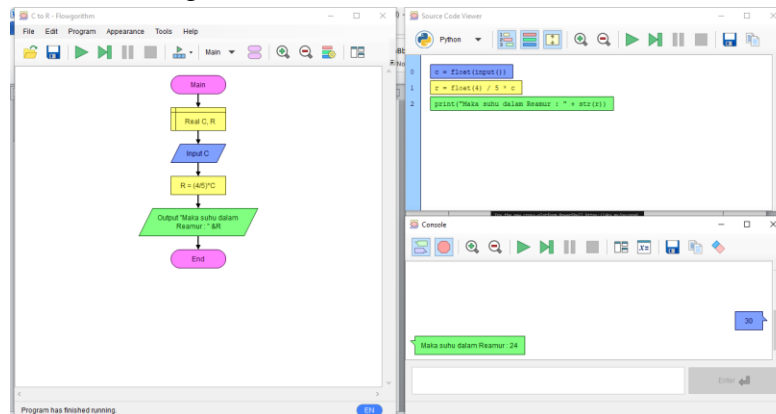 C to R - Flowgorithm
File Edit Program Appearance Tools Help
Main
Main
Real C, R
Input C
R = (4/5)*C
Output "Maka suhu dalam
Reamur : " &R
End
Program has finished running.
EN
Source Code Viewer
Python
0 c = float(input())
1 r = float(4) / 5 * c
2 print("Maka suhu dalam Reamur : " + str(r))
Console
30
Maka suhu dalam Reamur : 24
Enter